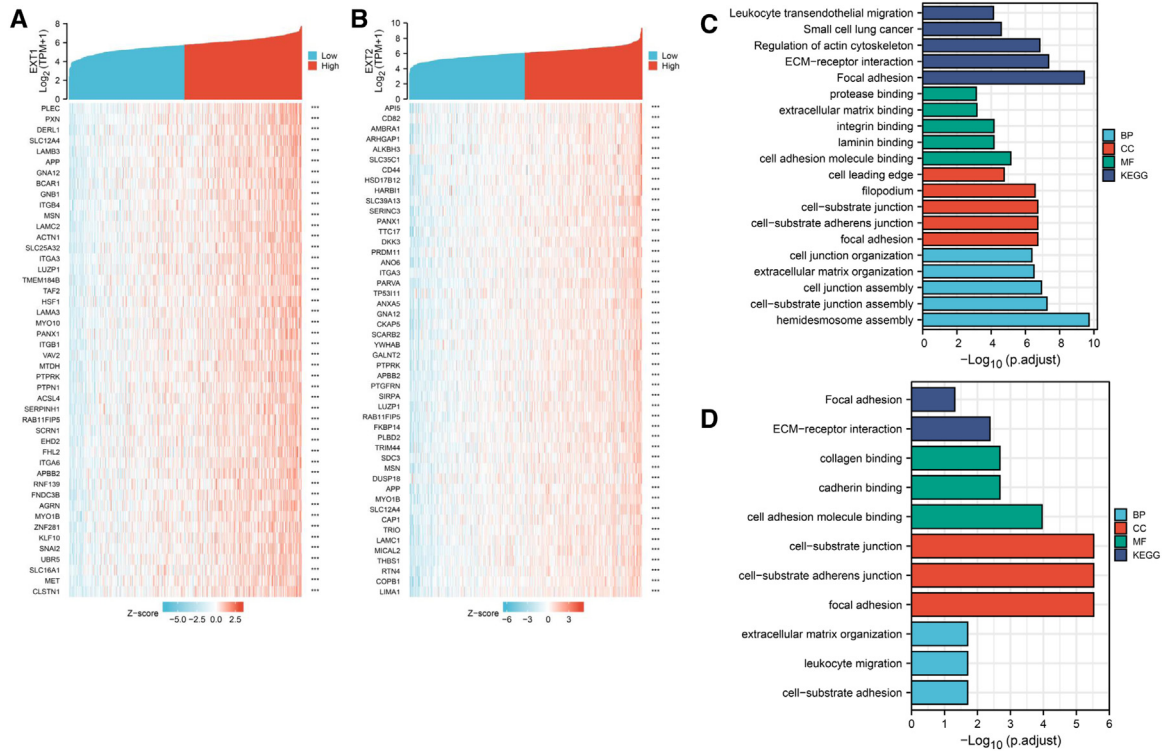 A
EXT1
Log2 (TPM+1)
8
6
4
2
0
Low
High
PLEC ***
PXN ***
DERL1 ***
SLC12A4 ***
LAMB3 ***
APP ***
GNA12 ***
BCAR1 ***
GNB1 ***
ITGB4 ***
MSN ***
LAMC2 ***
ACTN1 ***
SLC25A32 ***
ITGA3 ***
LUZP1 ***
TMEM184B ***
TAF2 ***
HSF1 ***
LAMA3 ***
MYO10 ***
PANX1 ***
ITGB1 ***
VAV2 ***
MTDH ***
PTPRK ***
PTPN1 ***
ACSL4 ***
SERPINH1 ***
RAB11FIP5 ***
SCRN1 ***
EHD2 ***
FHL2 ***
ITGA6 ***
APBB2 ***
RNF139 ***
FNDC3B ***
AGRN ***
MYO1B ***
ZNF281 ***
KLF10 ***
SNAI2 ***
UBR5 ***
SLC16A1 ***
MET ***
CLSTN1 ***
Z-score
−5.0 −2.5 0.0 2.5
B
EXT2
Log2 (TPM+1)
10
8
6
4
2
0
Low
High
API5 ***
CD82 ***
AMBRA1 ***
ARHGAP1 ***
ALKBH3 ***
SLC35C1 ***
CD44 ***
HSD17B12 ***
HARBI1 ***
SLC39A13 ***
SERINC3 ***
PANX1 ***
TTC17 ***
DKK3 ***
PRDM11 ***
ANO6 ***
ITGA3 ***
PARVA ***
TP53I11 ***
ANXA5 ***
GNA12 ***
CKAP5 ***
SCARB2 ***
YWHAB ***
GALNT2 ***
PTPRK ***
APBB2 ***
PTGFRN ***
SIRPA ***
LUZP1 ***
RAB11FIP5 ***
FKBP14 ***
PLBD2 ***
TRIM44 ***
SDC3 ***
MSN ***
DUSP18 ***
APP ***
MYO1B ***
SLC12A4 ***
CAP1 ***
TRIO ***
LAMC1 ***
MICAL2 ***
THBS1 ***
RTN4 ***
COPB1 ***
LIMA1 ***
Z-score
−6 −3 0 3
C
Leukocyte transendothelial migration
Small cell lung cancer
Regulation of actin cytoskeleton
ECM−receptor interaction
Focal adhesion
protease binding
extracellular matrix binding
integrin binding
laminin binding
cell adhesion molecule binding
cell leading edge
filopodium
cell−substrate junction
cell−substrate adherens junction
focal adhesion
cell junction organization
extracellular matrix organization
cell junction assembly
cell−substrate junction assembly
hemidesmosome assembly
0 2 4 6 8 10
−Log10 (p.adjust)
BP
CC
MF
KEGG
D
Focal adhesion
ECM−receptor interaction
collagen binding
cadherin binding
cell adhesion molecule binding
cell−substrate junction
cell−substrate adherens junction
focal adhesion
extracellular matrix organization
leukocyte migration
cell−substrate adhesion
0 1 2 3 4 5 6
−Log10 (p.adjust)
BP
CC
MF
KEGG